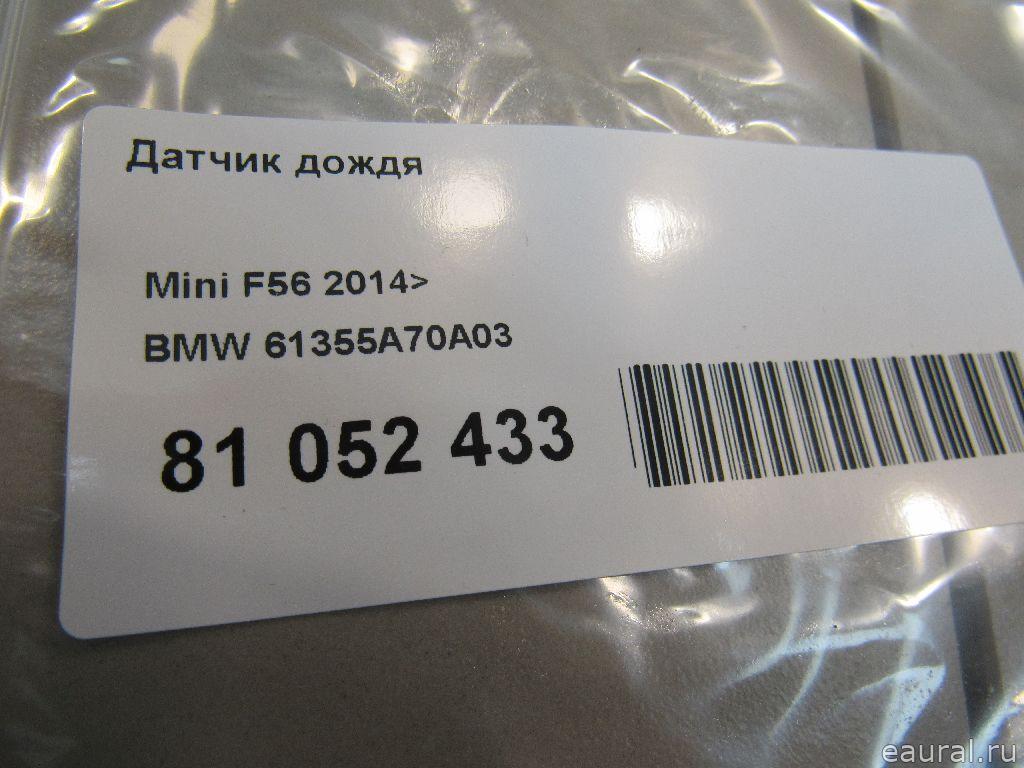 Датчик дождя
Mini F56 2014>
BMW 61355A70A03
81 052 433
eaural.ru